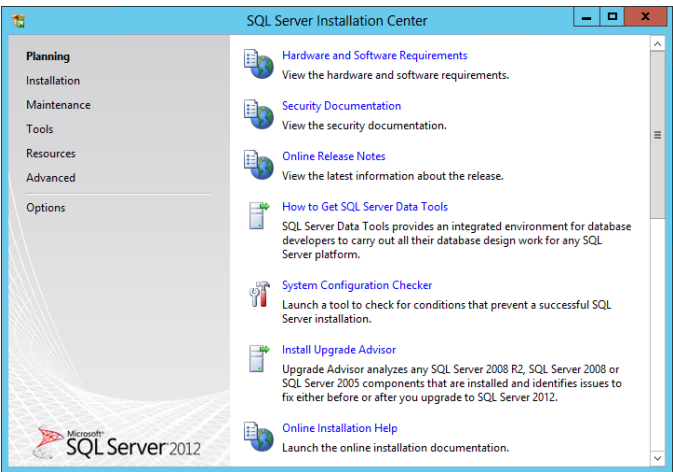 SQL Server Installation Center
Planning
Installation
Maintenance
Tools
Resources
Advanced
Options
Microsoft®
SQL Server 2012
Hardware and Software Requirements
View the hardware and software requirements.
Security Documentation
View the security documentation.
Online Release Notes
View the latest information about the release.
How to Get SQL Server Data Tools
SQL Server Data Tools provides an integrated environment for database
developers to carry out all their database design work for any SQL
Server platform.
System Configuration Checker
Launch a tool to check for conditions that prevent a successful SQL
Server installation.
Install Upgrade Advisor
Upgrade Advisor analyzes any SQL Server 2008 R2, SQL Server 2008 or
SQL Server 2005 components that are installed and identifies issues to
fix either before or after you upgrade to SQL Server 2012.
Online Installation Help
Launch the online installation documentation.